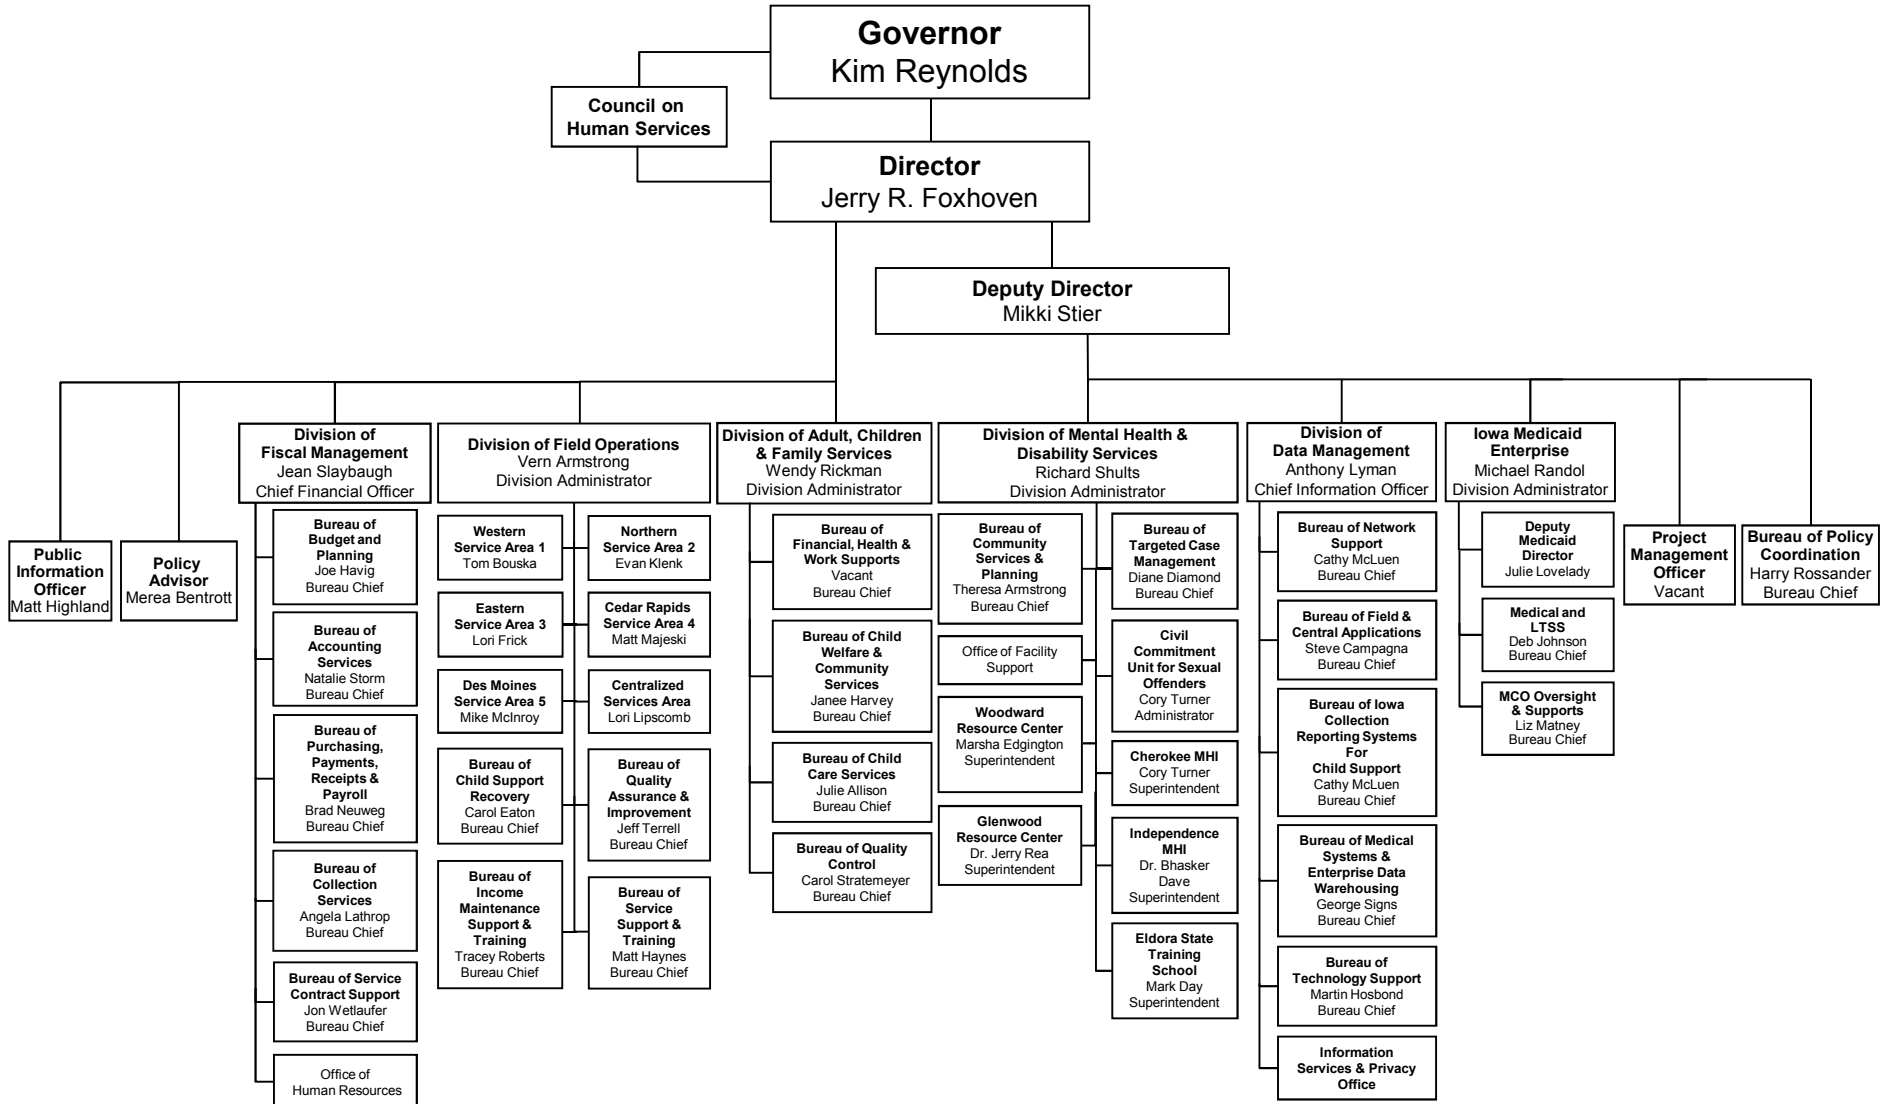 Governor
Kim Reynolds
Council on
Human Services
Director
Jerry R. Foxhoven
Deputy Director
Mikki Stier
Public
Information
Officer
Matt Highland
Policy
Advisor
Merea Bentrott
Division of
Fiscal Management
Jean Slaybaugh
Chief Financial Officer
Bureau of
Budget and
Planning
Joe Havig
Bureau Chief
Bureau of
Accounting
Services
Natalie Storm
Bureau Chief
Bureau of
Purchasing,
Payments,
Receipts &
Payroll
Brad Neuweg
Bureau Chief
Bureau of
Collection
Services
Angela Lathrop
Bureau Chief
Bureau of Service
Contract Support
Jon Wetlaufer
Bureau Chief
Office of
Human Resources
Division of Field Operations
Vern Armstrong
Division Administrator
Western
Service Area 1
Tom Bouska
Northern
Service Area 2
Evan Klenk
Eastern
Service Area 3
Lori Frick
Cedar Rapids
Service Area 4
Matt Majeski
Des Moines
Service Area 5
Mike McInroy
Centralized
Services Area
Lori Lipscomb
Bureau of
Child Support
Recovery
Carol Eaton
Bureau Chief
Bureau of
Quality
Assurance &
Improvement
Jeff Terrell
Bureau Chief
Bureau of
Income
Maintenance
Support &
Training
Tracey Roberts
Bureau Chief
Bureau of
Service
Support &
Training
Matt Haynes
Bureau Chief
Division of Adult, Children
& Family Services
Wendy Rickman
Division Administrator
Bureau of
Financial, Health &
Work Supports
Vacant
Bureau Chief
Bureau of Child
Welfare &
Community
Services
Janee Harvey
Bureau Chief
Bureau of Child
Care Services
Julie Allison
Bureau Chief
Bureau of Quality
Control
Carol Stratemeyer
Bureau Chief
Division of Mental Health &
Disability Services
Richard Shults
Division Administrator
Bureau of
Community
Services &
Planning
Theresa Armstrong
Bureau Chief
Office of Facility
Support
Woodward
Resource Center
Marsha Edgington
Superintendent
Glenwood
Resource Center
Dr. Jerry Rea
Superintendent
Bureau of
Targeted Case
Management
Diane Diamond
Bureau Chief
Civil
Commitment
Unit for Sexual
Offenders
Cory Turner
Administrator
Cherokee MHI
Cory Turner
Superintendent
Independence
MHI
Dr. Bhasker
Dave
Superintendent
Eldora State
Training
School
Mark Day
Superintendent
Division of
Data Management
Anthony Lyman
Chief Information Officer
Bureau of Network
Support
Cathy McLuen
Bureau Chief
Bureau of Field &
Central Applications
Steve Campagna
Bureau Chief
Bureau of Iowa
Collection
Reporting Systems
For
Child Support
Cathy McLuen
Bureau Chief
Bureau of Medical
Systems &
Enterprise Data
Warehousing
George Signs
Bureau Chief
Bureau of
Technology Support
Martin Hosbond
Bureau Chief
Information
Services & Privacy
Office
Iowa Medicaid
Enterprise
Michael Randol
Division Administrator
Deputy
Medicaid
Director
Julie Lovelady
Medical and
LTSS
Deb Johnson
Bureau Chief
MCO Oversight
& Supports
Liz Matney
Bureau Chief
Project
Management
Officer
Vacant
Bureau of Policy
Coordination
Harry Rossander
Bureau Chief